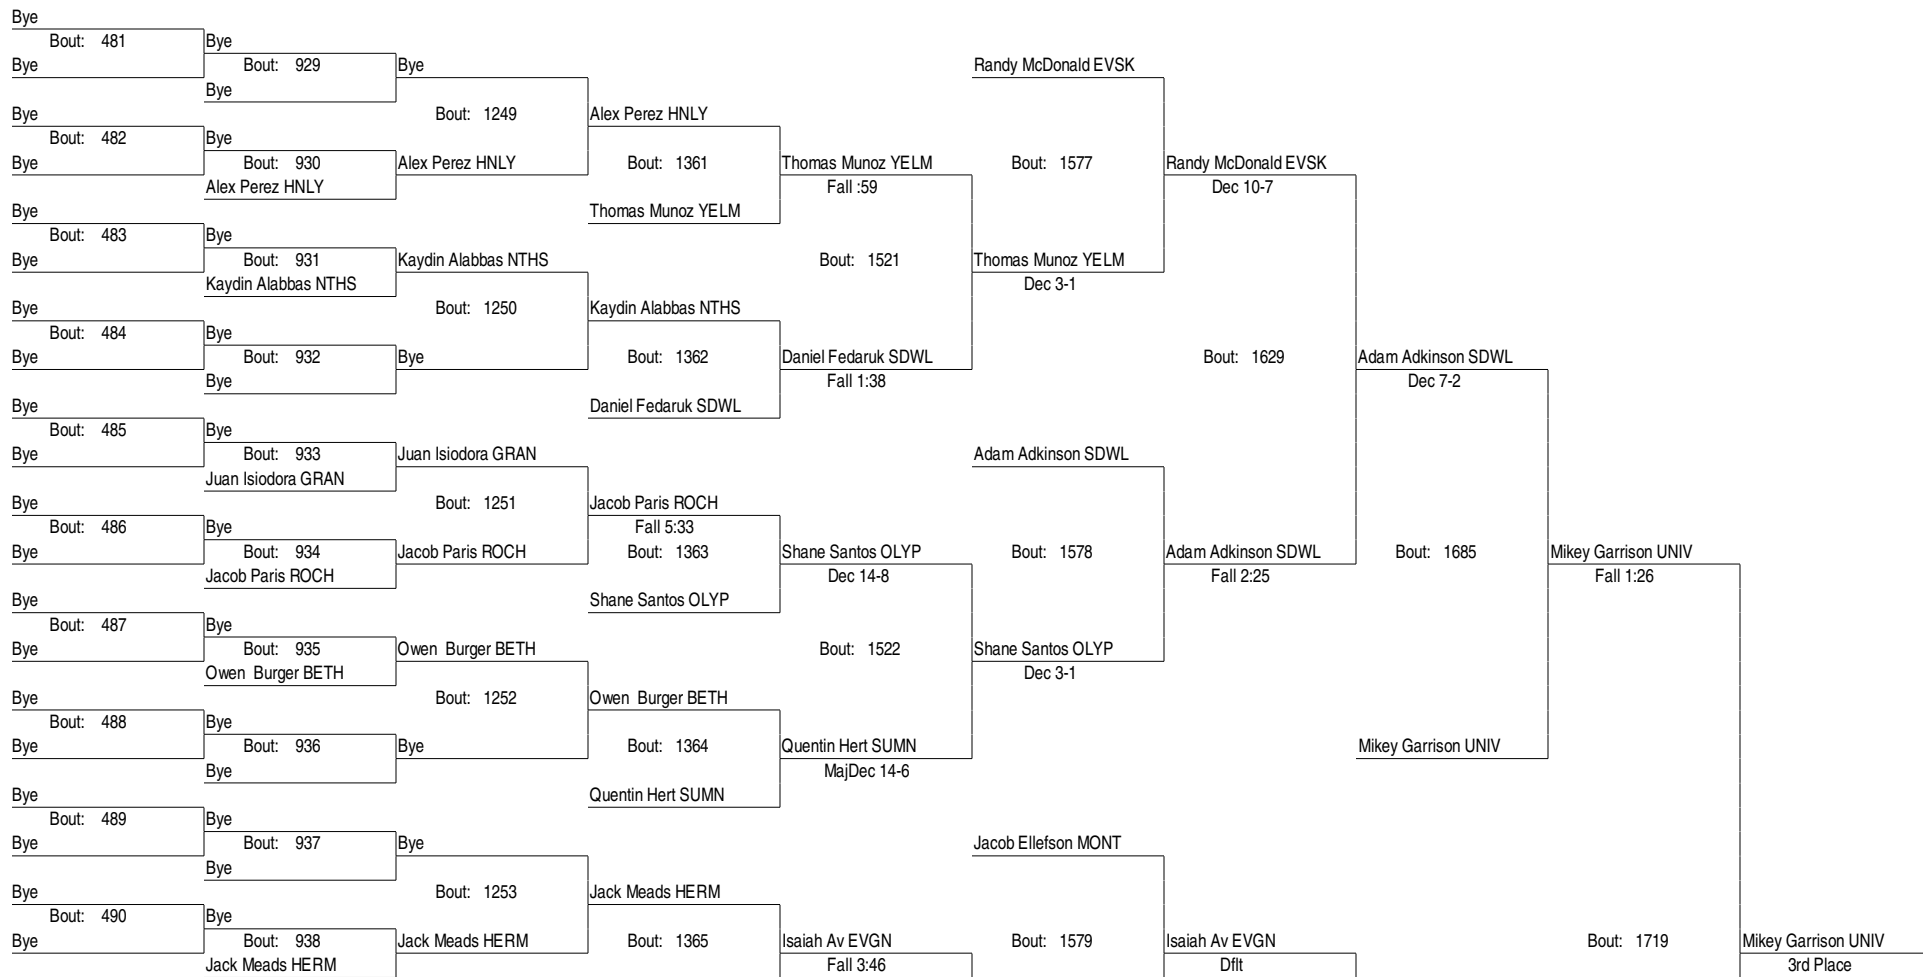 Bye
Bout: 481 Bye
Bye Bout: 929 Bye Randy McDonald EVSK
Bye
Bye Bout: 1249 Alex Perez HNLY
Bout: 482 Bye
Bye Bout: 930 Alex Perez HNLY Bout: 1361 Thomas Munoz YELM Bout: 1577 Randy McDonald EVSK
Alex Perez HNLY Fall :59 Dec 10-7
Bye Thomas Munoz YELM
Bout: 483 Bye
Bye Bout: 931 Kaydin Alabbas NTHS Bout: 1521 Thomas Munoz YELM
Kaydin Alabbas NTHS Dec 3-1
Bye Bout: 1250 Kaydin Alabbas NTHS
Bout: 484 Bye
Bye Bout: 932 Bye Bout: 1362 Daniel Fedaruk SDWL Bout: 1629 Adam Adkinson SDWL
Bye Fall 1:38 Dec 7-2
Bye Daniel Fedaruk SDWL
Bout: 485 Bye
Bye Bout: 933 Juan Isiodora GRAN Adam Adkinson SDWL
Juan Isiodora GRAN
Bye Bout: 1251 Jacob Paris ROCH
Bout: 486 Bye Fall 5:33
Bye Bout: 934 Jacob Paris ROCH Bout: 1363 Shane Santos OLYP Bout: 1578 Adam Adkinson SDWL Bout: 1685 Mikey Garrison UNIV
Jacob Paris ROCH Dec 14-8 Fall 2:25 Fall 1:26
Bye Shane Santos OLYP
Bout: 487 Bye
Bye Bout: 935 Owen Burger BETH Bout: 1522 Shane Santos OLYP
Owen Burger BETH Dec 3-1
Bye Bout: 1252 Owen Burger BETH
Bout: 488 Bye
Bye Bout: 936 Bye Bout: 1364 Quentin Hert SUMN Mikey Garrison UNIV
Bye MajDec 14-6
Bye Quentin Hert SUMN
Bout: 489 Bye
Bye Bout: 937 Bye Jacob Ellefson MONT
Bye
Bye Bout: 1253 Jack Meads HERM
Bout: 490 Bye
Bye Bout: 938 Jack Meads HERM Bout: 1365 Isaiah Av EVGN Bout: 1579 Isaiah Av EVGN Bout: 1719 Mikey Garrison UNIV
Jack Meads HERM Fall 3:46 Dflt 3rd Place